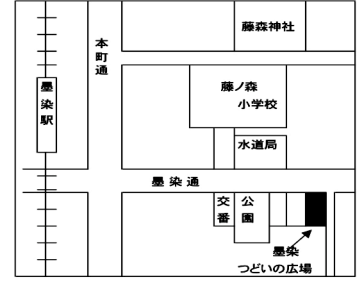 藤森神社
本町通
墨染駅
藤ノ森
小学校
水道局
墨染通
交番
公園
墨染
つどいの広場